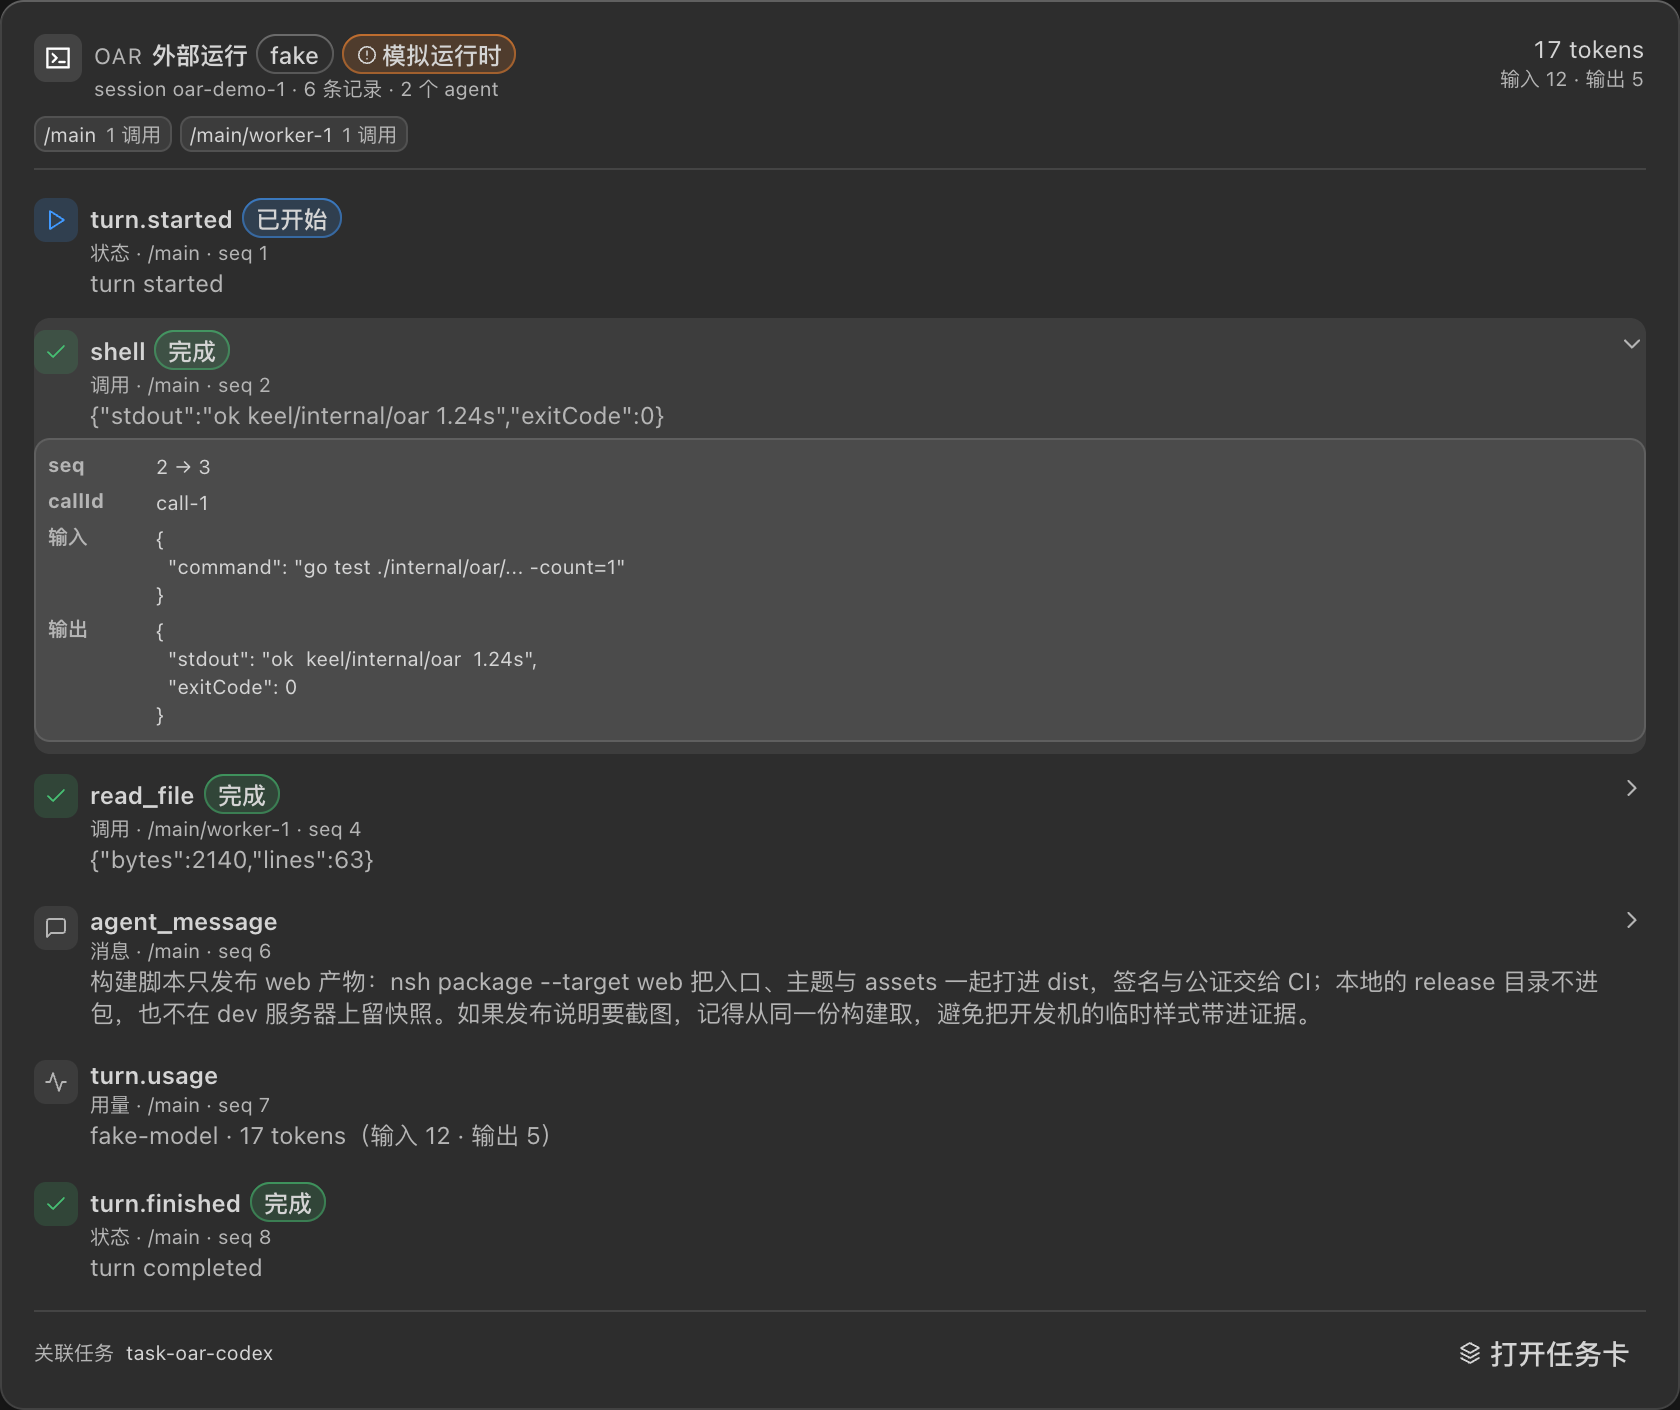 OAR 外部运行 fake 模拟运行时
17 tokens
session oar-demo-1 · 6 条记录 · 2 个 agent
输入 12 · 输出 5
/main 1 调用 /main/worker-1 1 调用
turn.started 已开始
状态 · /main · seq 1
turn started
shell 完成
调用 · /main · seq 2
{"stdout":"ok keel/internal/oar 1.24s","exitCode":0}
seq 2 → 3
callId call-1
输入 {
"command": "go test ./internal/oar/... -count=1"
}
输出 {
"stdout": "ok  keel/internal/oar  1.24s",
"exitCode": 0
}
read_file 完成
调用 · /main/worker-1 · seq 4
{"bytes":2140,"lines":63}
agent_message
消息 · /main · seq 6
构建脚本只发布 web 产物：nsh package --target web 把入口、主题与 assets 一起打进 dist，签名与公证交给 CI；本地的 release 目录不进
包，也不在 dev 服务器上留快照。如果发布说明要截图，记得从同一份构建取，避免把开发机的临时样式带进证据。
turn.usage
用量 · /main · seq 7
fake-model · 17 tokens（输入 12 · 输出 5）
turn.finished 完成
状态 · /main · seq 8
turn completed
关联任务 task-oar-codex
打开任务卡